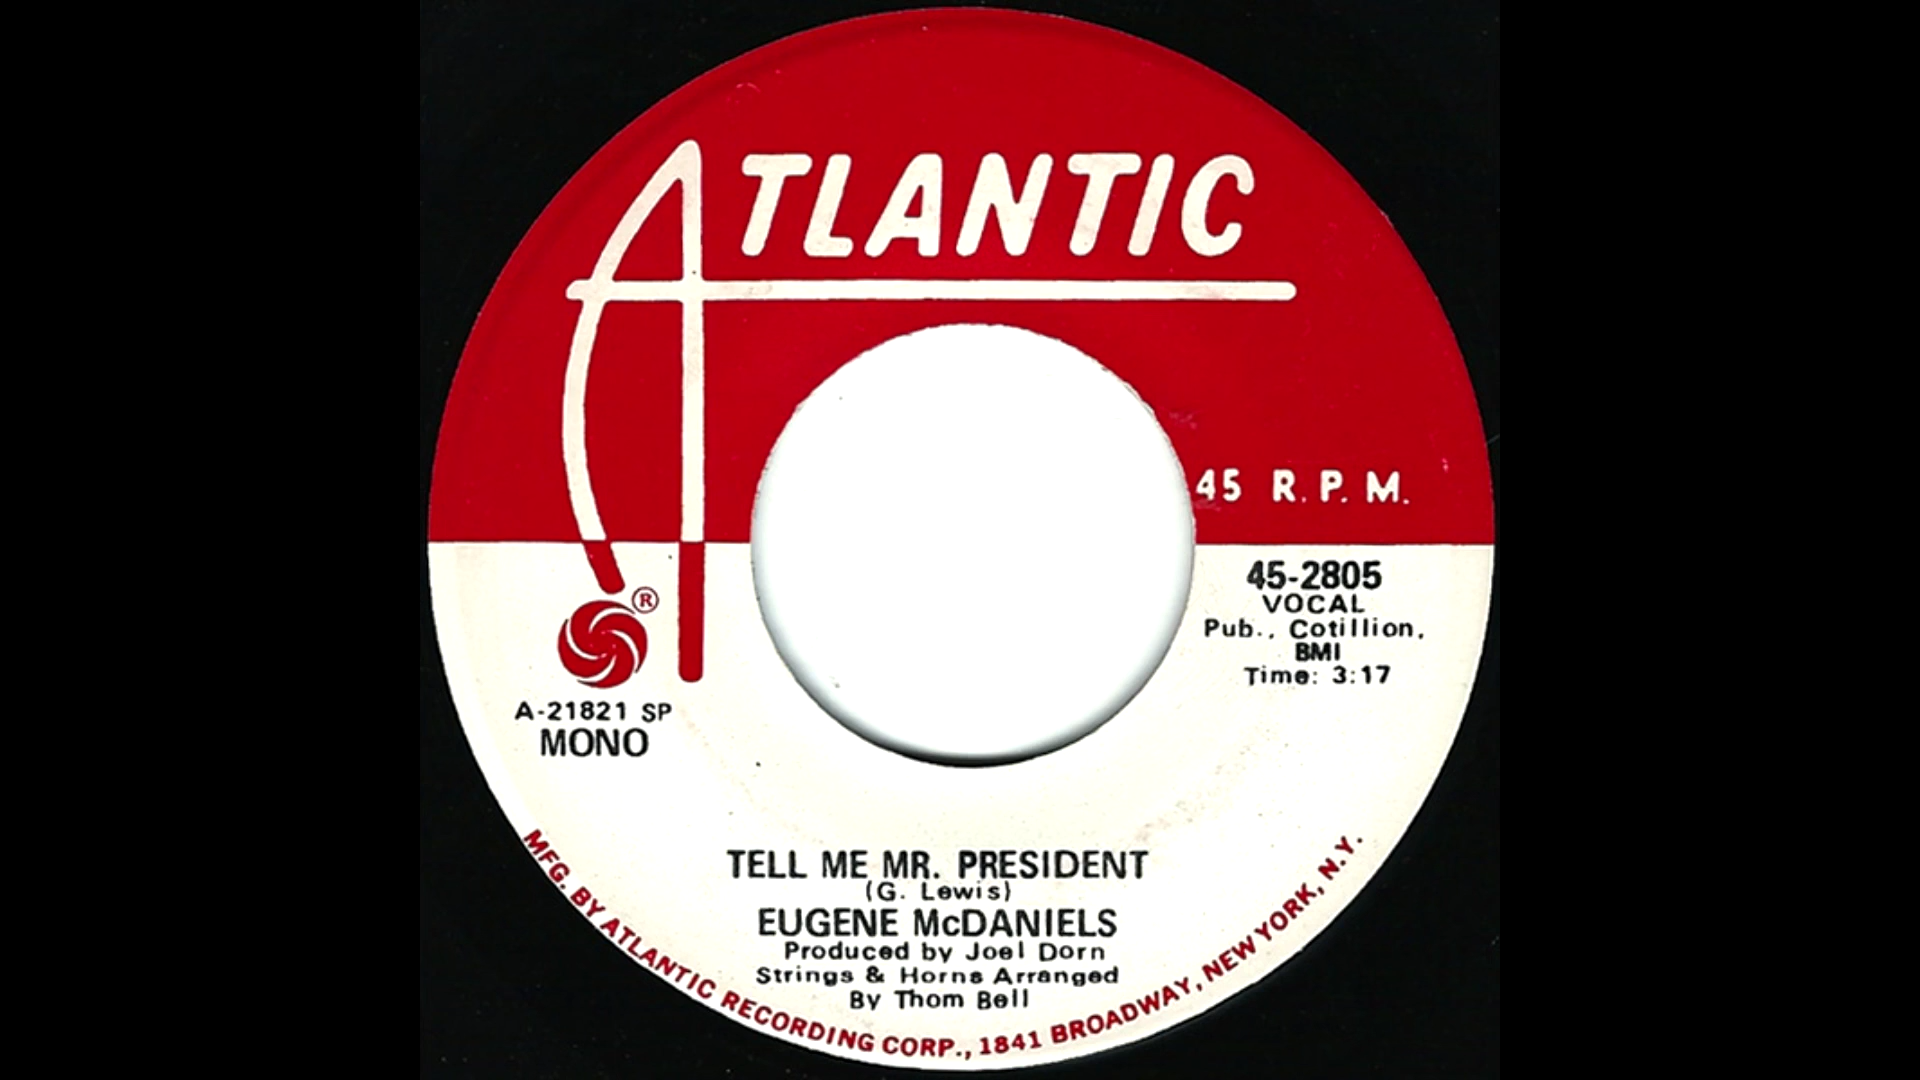 ATLANTIC
45 R.P.M.
45-2805
VOCAL
Pub., Cotillion,
BMI
Time: 3:17
®
A-21821 SP
MONO
TELL ME MR. PRESIDENT
(G. Lewis)
EUGENE McDANIELS
Produced by Joel Dorn
Strings & Horns Arranged
By Thom Bell
MFG. BY ATLANTIC RECORDING CORP., 1841 BROADWAY, NEW YORK, N.Y.